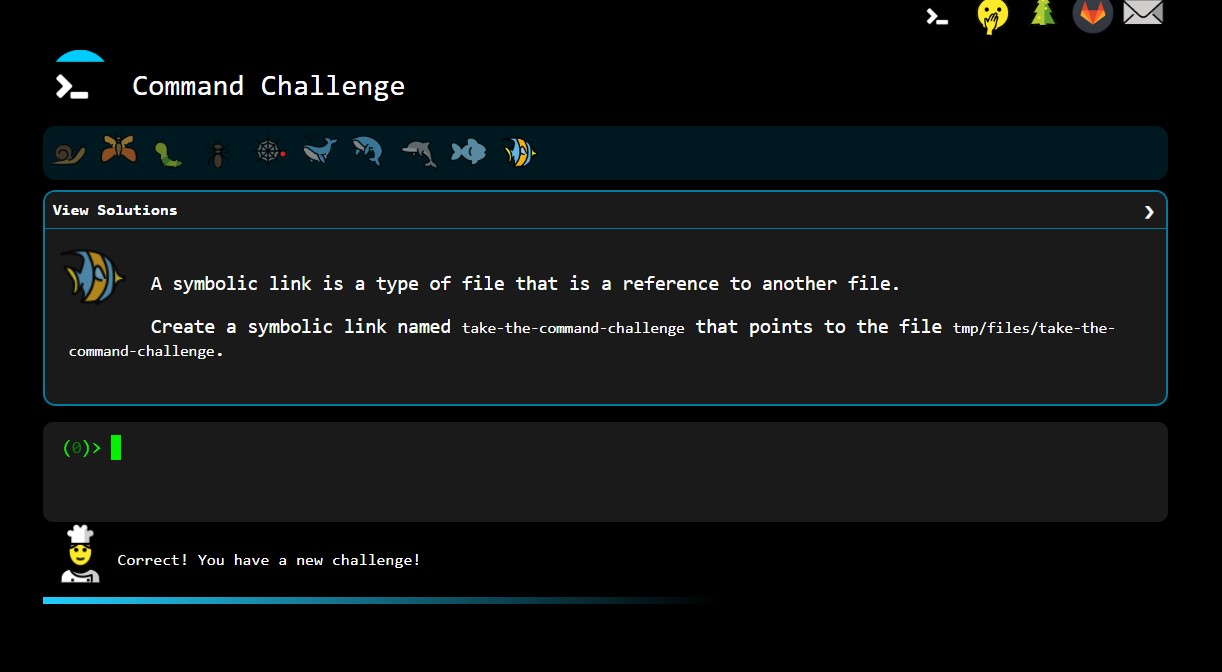 Command Challenge
View Solutions
A symbolic link is a type of file that is a reference to another file.
Create a symbolic link named take-the-command-challenge that points to the file tmp/files/take-the-
command-challenge.
(0)>
Correct! You have a new challenge!